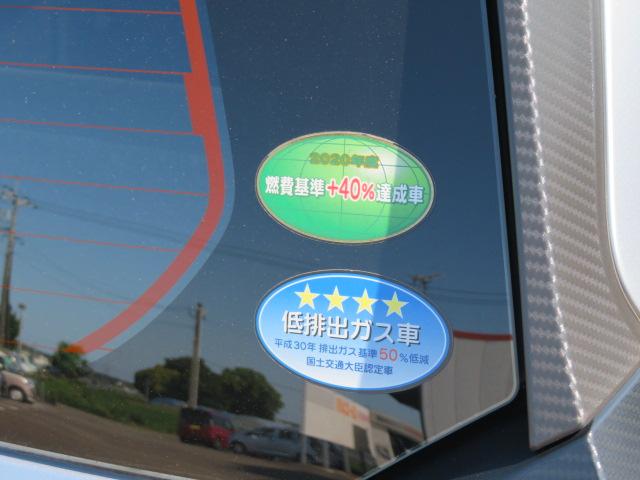 2020年度
燃費基準+40%達成車
低排出ガス車
平成30年 排出ガス基準50%低減
国土交通大臣認定車